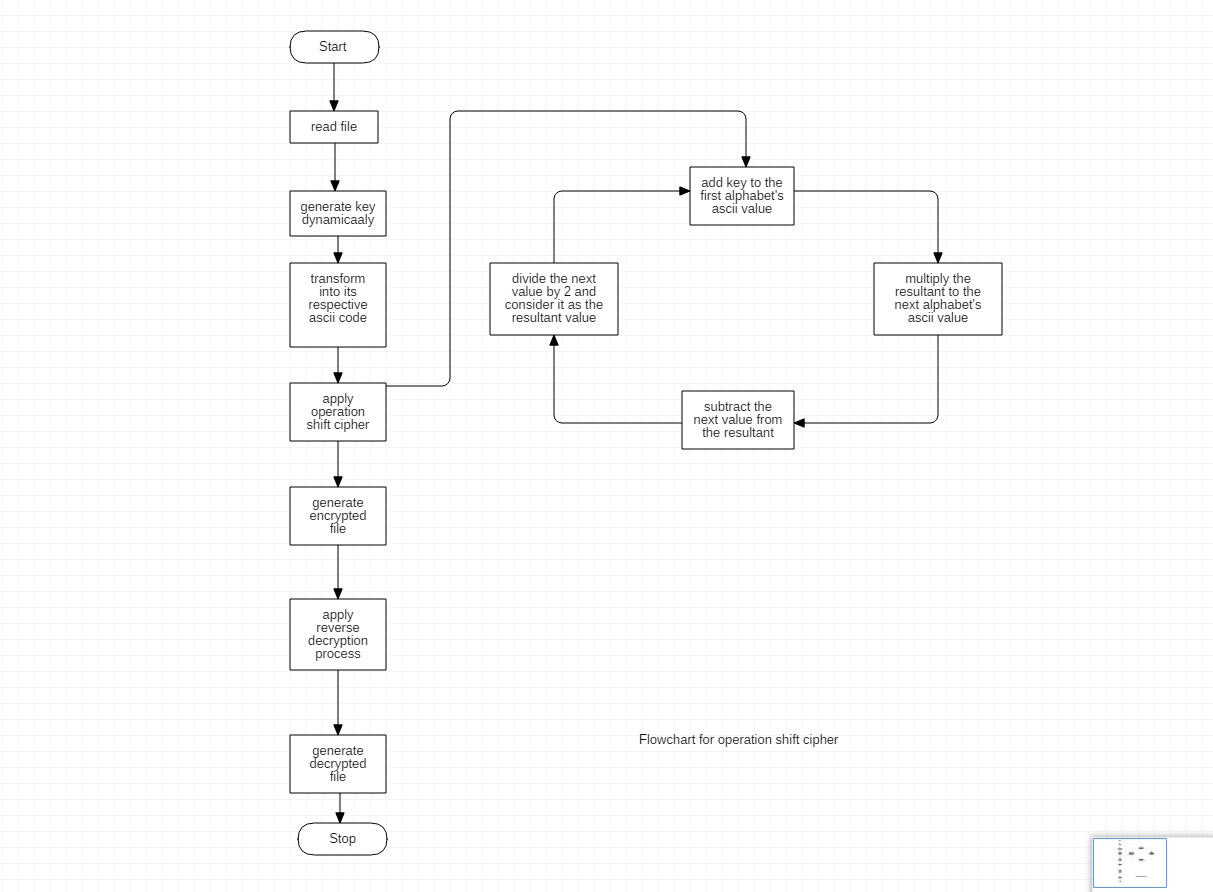 Start
read file
generate key
dynamicaaly
transform
into its
respective
ascii code
apply
operation
shift cipher
generate
encrypted
file
apply
reverse
decryption
process
generate
decrypted
file
Stop
add key to the
first alphabet's
ascii value
multiply the
resultant to the
next alphabet's
ascii value
subtract the
next value from
the resultant
divide the next
value by 2 and
consider it as the
resultant value
Flowchart for operation shift cipher